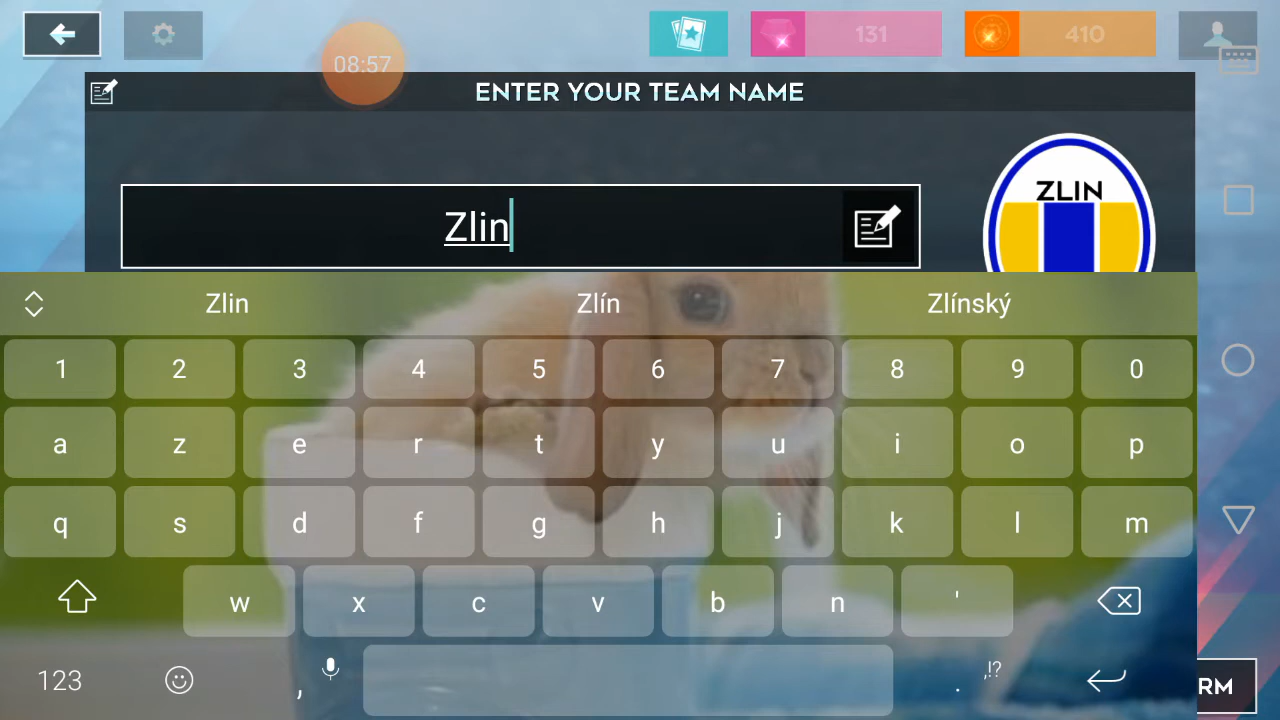 08:57
131
410
ENTER YOUR TEAM NAME
Zlin
ZLIN
Zlin Zlín Zlínský
1 2 3 4 5 6 7 8 9 0
a z e r t y u i o p
q s d f g h j k l m
w x c v b n '
123 , . ,!?
RM